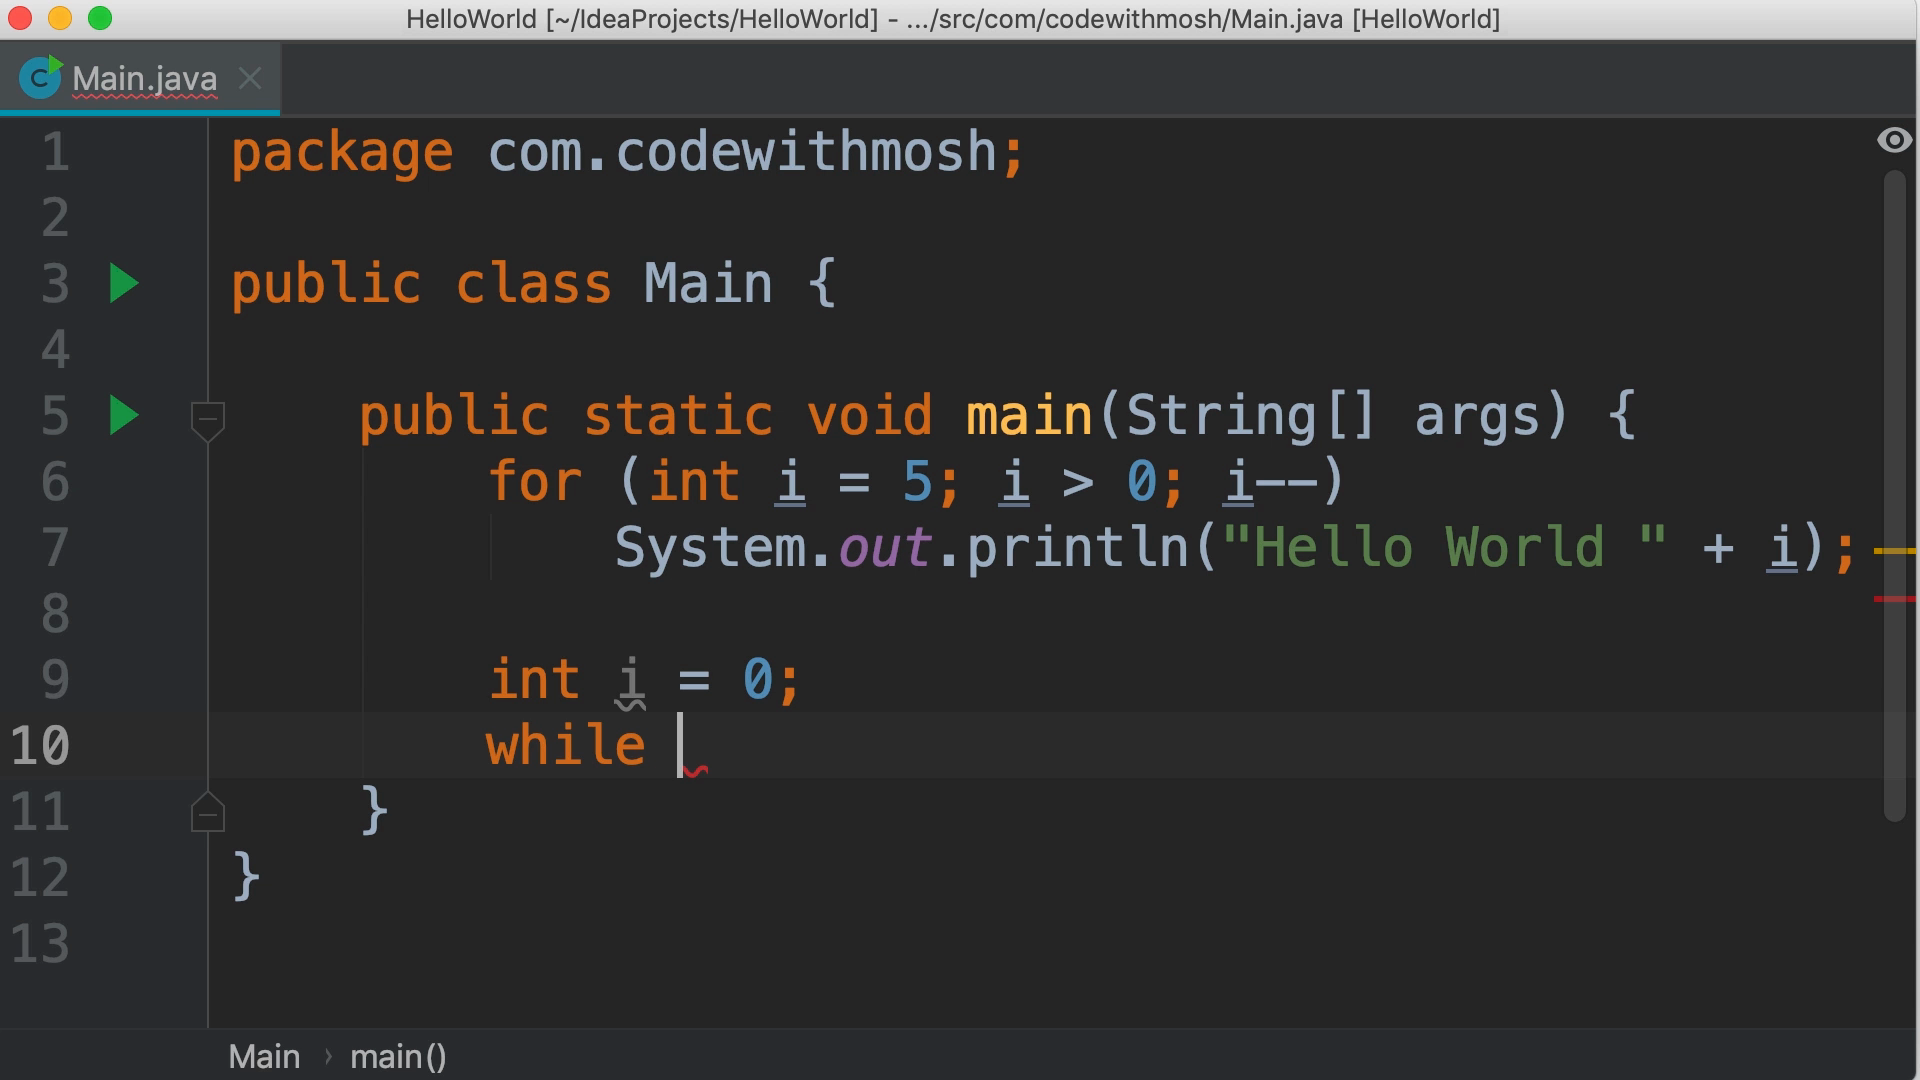 HelloWorld [~/IdeaProjects/HelloWorld] - .../src/com/codewithmosh/Main.java [HelloWorld]
C Main.java
1 package com.codewithmosh;
2
3 public class Main {
4
5     public static void main(String[] args) {
6         for (int i = 5; i > 0; i--)
7             System.out.println("Hello World " + i);
8
9         int i = 0;
10         while
11     }
12 }
13
Main › main()